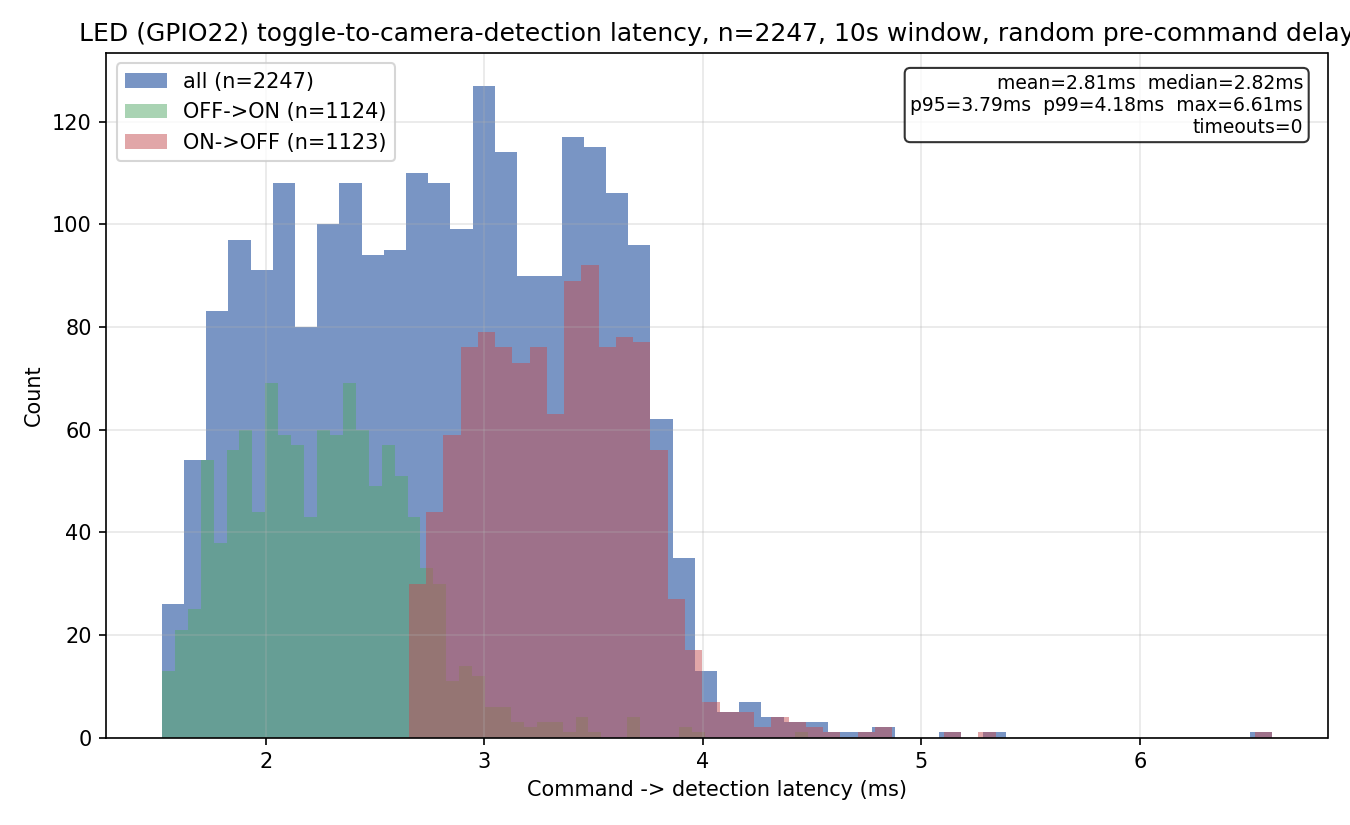 LED (GPIO22) toggle-to-camera-detection latency, n=2247, 10s window, random pre-command delay
all (n=2247)
OFF->ON (n=1124)
ON->OFF (n=1123)
mean=2.81ms  median=2.82ms
p95=3.79ms  p99=4.18ms  max=6.61ms
timeouts=0
Count
120
100
80
60
40
20
0
2
3
4
5
6
Command -> detection latency (ms)